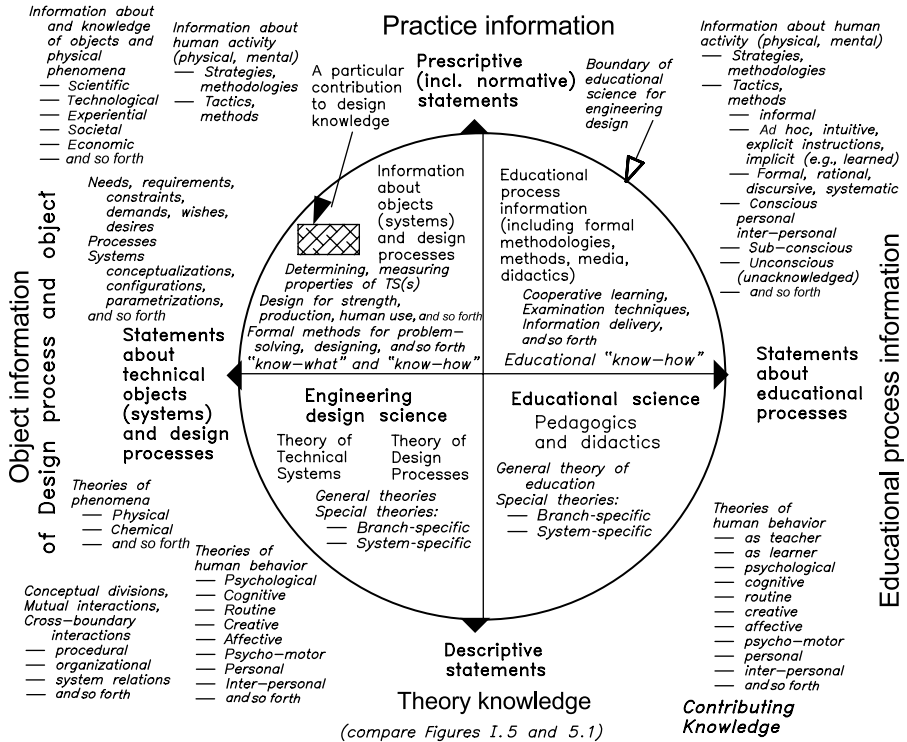 Practice information
Information about
and knowledge
of objects and
physical
phenomena
— Scientific
— Technological
— Experiential
— Societal
— Economic
— and so forth
Information about
human activity
(physical, mental)
— Strategies,
methodologies
— Tactics,
methods
A particular
contribution
to design
knowledge
Prescriptive
(incl. normative)
statements
Boundary of
educational
science for
engineering
design
Information about human
activity (physical, mental)
— Strategies,
methodologies
— Tactics,
methods
— informal
— Ad hoc, intuitive,
explicit instructions,
implicit (e.g., learned)
— Formal, rational,
discursive, systematic
— Conscious
personal
inter-personal
— Sub-conscious
— Unconscious
(unacknowledged)
— and so forth
Needs, requirements,
constraints,
demands, wishes,
desires
Processes
Systems
conceptualizations,
configurations,
parametrizations,
and so forth
Information
about
objects
(systems)
and design
processes
Determining, measuring
properties of TS(s)
Design for strength,
production, human use, and so forth
Formal methods for problem-
solving, designing, and so forth
"know-what" and "know-how"
Educational
process
information
(including formal
methodologies,
methods, media,
didactics)
Cooperative learning,
Examination techniques,
Information delivery,
and so forth
Educational "know-how"
Object information
of Design process and object
Statements
about
technical
objects
(systems)
and design
processes
Statements
about
educational
processes
Educational process information
Engineering
design science
Theory of
Technical
Systems
Theory of
Design
Processes
General theories
Special theories:
— Branch-specific
— System-specific
Educational science
Pedagogics
and didactics
General theory of
education
Special theories:
— Branch-specific
— System-specific
Theories of
phenomena
— Physical
— Chemical
— and so forth
Conceptual divisions,
Mutual interactions,
Cross-boundary
interactions
— procedural
— organizational
— system relations
— and so forth
Theories of
human behavior
— Psychological
— Cognitive
— Routine
— Creative
— Affective
— Psycho-motor
— Personal
— Inter-personal
— and so forth
Theories of
human behavior
— as teacher
— as learner
— psychological
— cognitive
— routine
— creative
— affective
— psycho-motor
— personal
— inter-personal
— and so forth
Descriptive
statements
Theory knowledge
(compare Figures I.5 and 5.1)
Contributing
Knowledge